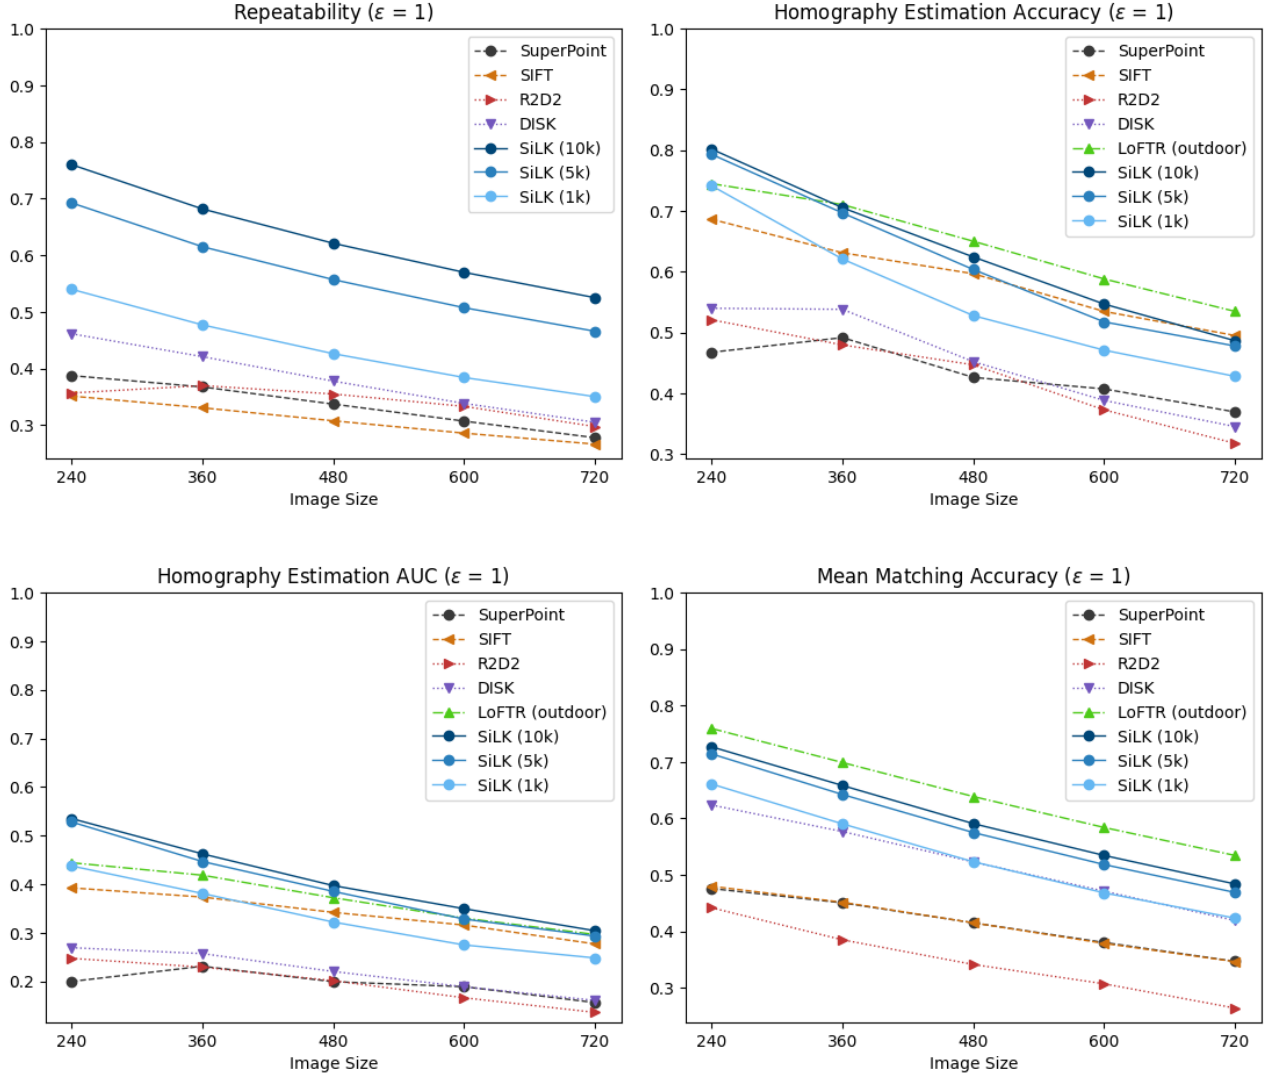 Repeatability (ε = 1)
1.0
0.9
0.8
0.7
0.6
0.5
0.4
0.3
SuperPoint
SIFT
R2D2
DISK
SiLK (10k)
SiLK (5k)
SiLK (1k)
240 360 480 600 720
Image Size
Homography Estimation Accuracy (ε = 1)
1.0
0.9
0.8
0.7
0.6
0.5
0.4
0.3
SuperPoint
SIFT
R2D2
DISK
LoFTR (outdoor)
SiLK (10k)
SiLK (5k)
SiLK (1k)
240 360 480 600 720
Image Size
Homography Estimation AUC (ε = 1)
1.0
0.9
0.8
0.7
0.6
0.5
0.4
0.3
0.2
SuperPoint
SIFT
R2D2
DISK
LoFTR (outdoor)
SiLK (10k)
SiLK (5k)
SiLK (1k)
240 360 480 600 720
Image Size
Mean Matching Accuracy (ε = 1)
1.0
0.9
0.8
0.7
0.6
0.5
0.4
0.3
SuperPoint
SIFT
R2D2
DISK
LoFTR (outdoor)
SiLK (10k)
SiLK (5k)
SiLK (1k)
240 360 480 600 720
Image Size